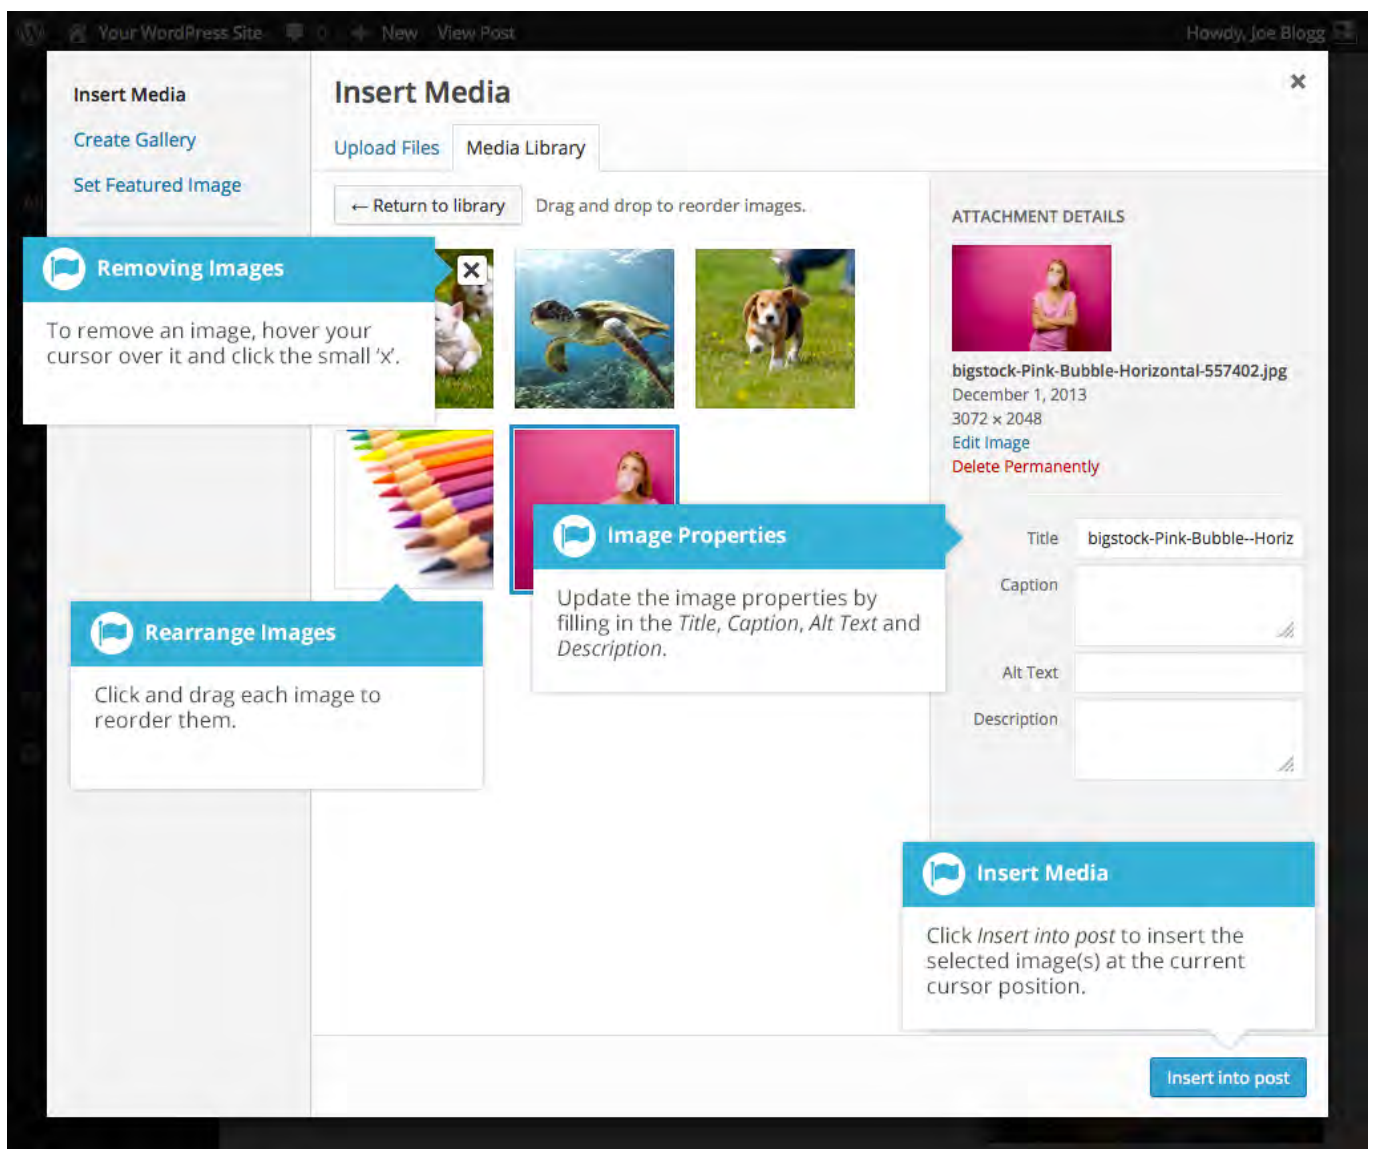 Your WordPress Site 0 New View Post Howdy, Joe Blogg
Insert Media
Create Gallery
Set Featured Image
Insert Media
×
Upload Files Media Library
← Return to library Drag and drop to reorder images.
Removing Images
To remove an image, hover your
cursor over it and click the small ‘x’.
Rearrange Images
Click and drag each image to
reorder them.
Image Properties
Update the image properties by
filling in the Title, Caption, Alt Text and
Description.
ATTACHMENT DETAILS
bigstock-Pink-Bubble-Horizontal-557402.jpg
December 1, 2013
3072 × 2048
Edit Image
Delete Permanently
Title bigstock-Pink-Bubble--Horiz
Caption
Alt Text
Description
Insert Media
Click Insert into post to insert the
selected image(s) at the current
cursor position.
Insert into post